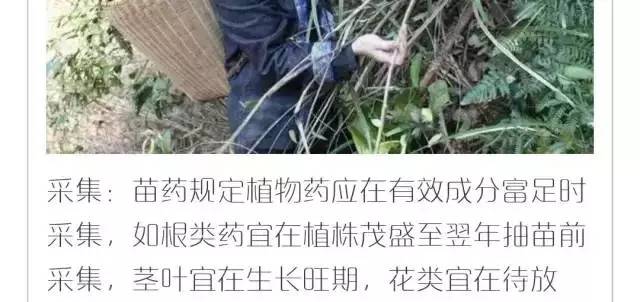 采集：苗药规定植物药应在有效成分富足时
采集，如根类药宜在植株茂盛至翌年抽苗前
采集，茎叶宜在生长旺期，花类宜在待放